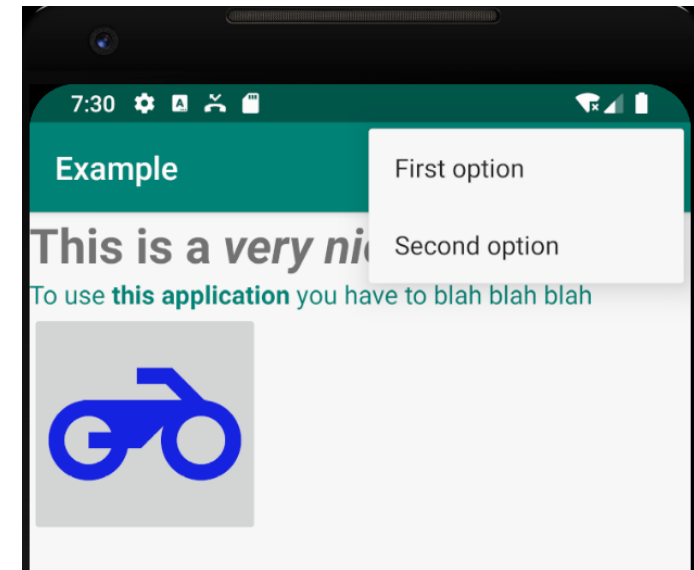 7:30
Example
First option
This is a very
Second option
To use this application you have to blah blah blah